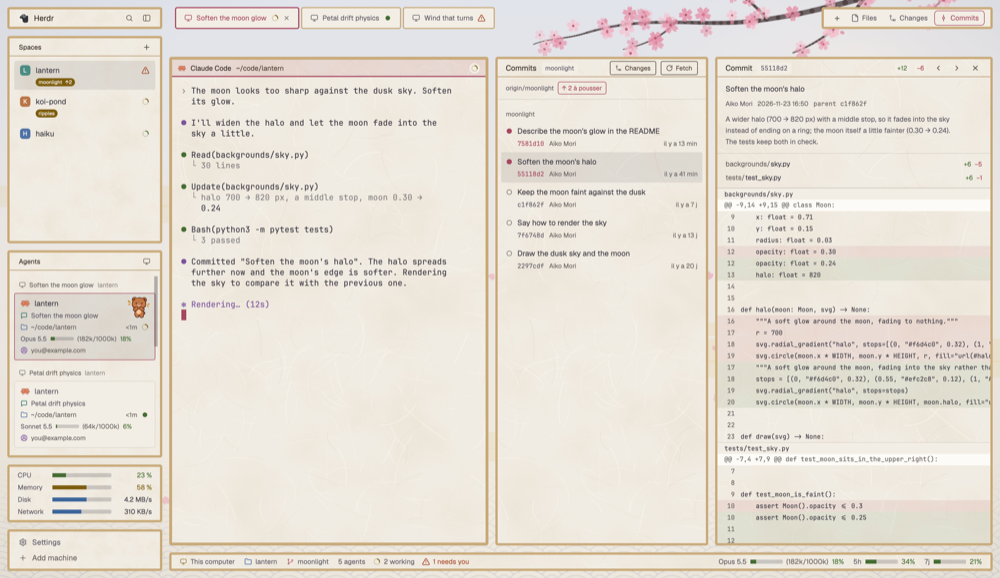 Herdr
Soften the moon glow
Petal drift physics
Wind that turns
Files
Changes
Commits
Spaces
lantern
moonlight +2
koi-pond
ripples
haiku
Agents
Soften the moon glow lantern
lantern
Soften the moon glow
~/code/lantern <1m
Opus 5.5 (182k/1000k) 18%
you@example.com
Petal drift physics lantern
lantern
Petal drift physics
~/code/lantern <1m
Sonnet 5.5 (64k/1000k) 6%
you@example.com
CPU 23 %
Memory 58 %
Disk 4.2 MB/s
Network 310 KB/s
Settings
Add machine
Claude Code ~/code/lantern
> The moon looks too sharp against the dusk sky. Soften
its glow.
I'll widen the halo and let the moon fade into the
sky a little.
Read(backgrounds/sky.py)
30 lines
Update(backgrounds/sky.py)
halo 700 → 820 px, a middle stop, moon 0.30 →
0.24
Bash(python3 -m pytest tests)
3 passed
Committed "Soften the moon's halo". The halo spreads
further now and the moon's edge is softer. Rendering
the sky to compare it with the previous one.
Rendering… (12s)
Commits moonlight
Changes
Fetch
origin/moonlight
↑ 2 à pousser
moonlight
Describe the moon's glow in the README
7581d10 Aiko Mori il y a 13 min
Soften the moon's halo
55118d2 Aiko Mori il y a 41 min
Keep the moon faint against the dusk
c1f862f Aiko Mori il y a 7 j
Say how to render the sky
7f6748d Aiko Mori il y a 13 j
Draw the dusk sky and the moon
2297cdf Aiko Mori il y a 20 j
Commit 55118d2 +12 -6
Soften the moon's halo
Aiko Mori 2026-11-23 16:50 parent c1f862f
A wider halo (700 → 820 px) with a middle stop, so it fades into the sky
instead of ending on a ring; the moon itself a little fainter (0.30 → 0.24).
The tests keep both in check.
backgrounds/sky.py +6 -5
tests/test_sky.py +6 -1
backgrounds/sky.py
@@ -9,14 +9,15 @@ class Moon:
9 x: float = 0.71
10 y: float = 0.15
11 radius: float = 0.03
12 opacity: float = 0.30
12 opacity: float = 0.24
13 halo: float = 820
14
15
16 def halo(moon: Moon, svg) -> None:
16 """A soft glow around the moon, fading to nothing."""
17 r = 700
18 svg.radial_gradient("halo", stops=[(0, "#f6d4c0", 0.32), (1,
19 svg.circle(moon.x * WIDTH, moon.y * HEIGHT, r, fill="url(#halo
17 """A soft glow around the moon, fading into the sky rather th
18 stops = [(0, "#f6d4c0", 0.32), (0.55, "#efc2c8", 0.12), (1,
19 svg.radial_gradient("halo", stops=stops)
20 svg.circle(moon.x * WIDTH, moon.y * HEIGHT, moon.halo, fill=
21
22
23 def draw(svg) -> None:
tests/test_sky.py
@@ -7,4 +7,9 @@ def test_moon_sits_in_the_upper_right():
7
8
9 def test_moon_is_faint():
10 assert Moon().opacity ≤ 0.3
10 assert Moon().opacity ≤ 0.25
11
12
This computer
lantern
moonlight
5 agents
2 working
1 needs you
Opus 5.5 (182k/1000k) 18% 5h 34% 7j 21%